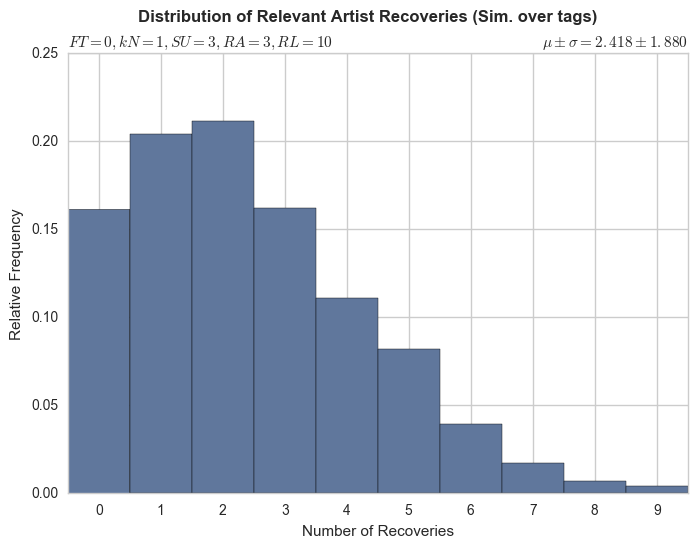 Distribution of Relevant Artist Recoveries (Sim. over tags)
FT = 0, kN = 1, SU = 3, RA = 3, RL = 10
μ ± σ = 2.418 ± 1.880
0.25
0.20
0.15
0.10
0.05
0.00
Relative Frequency
0 1 2 3 4 5 6 7 8 9
Number of Recoveries